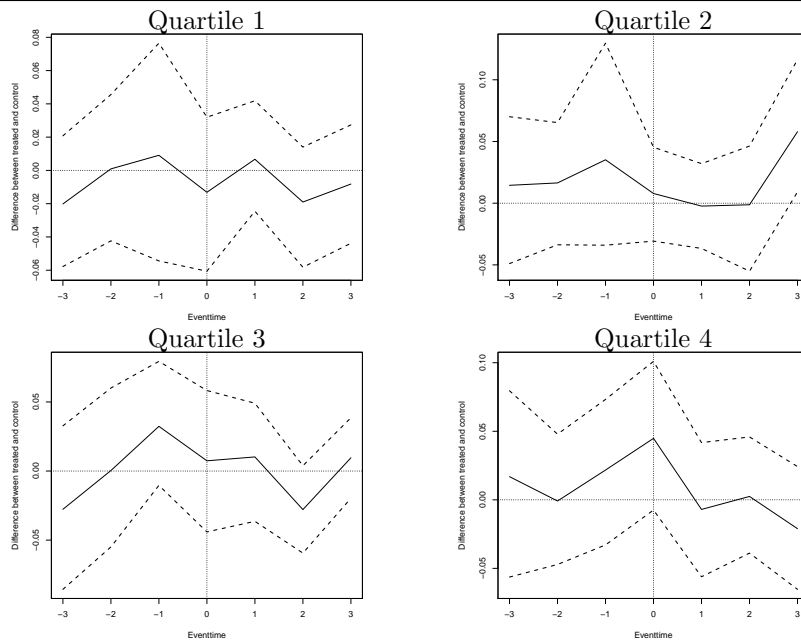 Quartile 1
Difference between treated and control
0.08
0.06
0.04
0.02
0.00
−0.02
−0.04
−0.06
−3 −2 −1 0 1 2 3
Eventtime
Quartile 2
Difference between treated and control
0.10
0.05
0.00
−0.05
−3 −2 −1 0 1 2 3
Eventtime
Quartile 3
Difference between treated and control
0.05
0.00
−0.05
−3 −2 −1 0 1 2 3
Eventtime
Quartile 4
Difference between treated and control
0.10
0.05
0.00
−0.05
−3 −2 −1 0 1 2 3
Eventtime